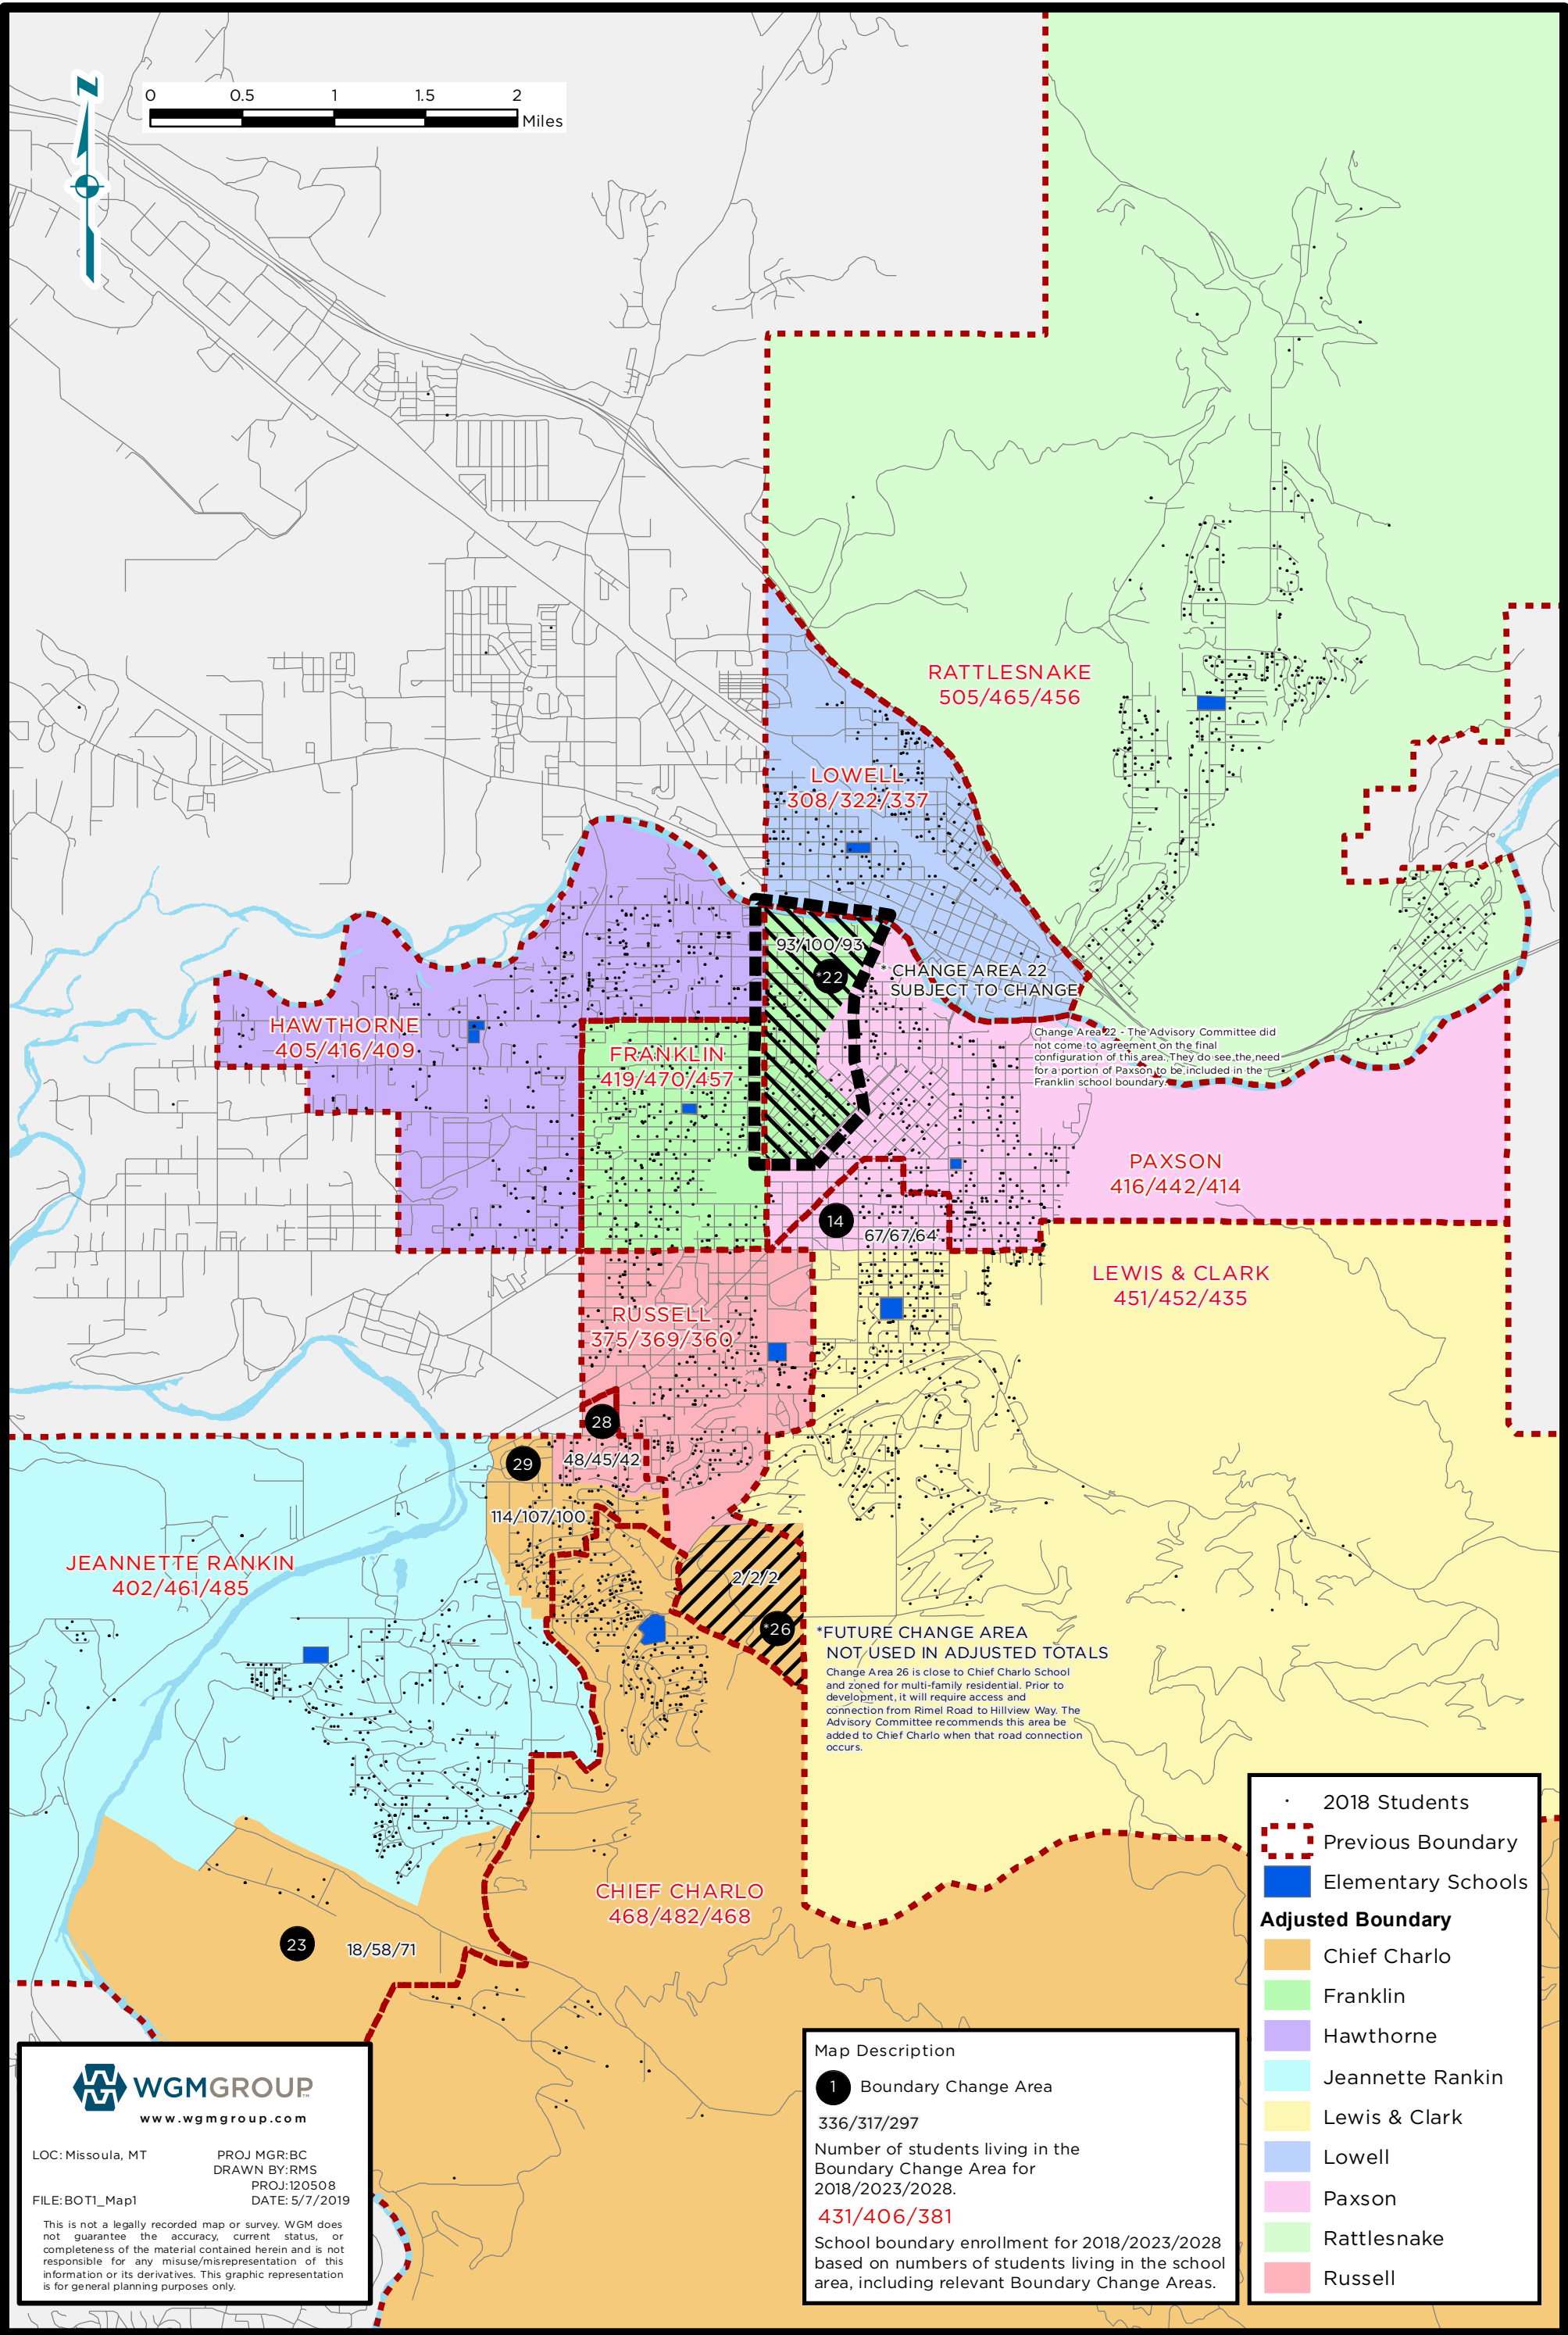 N
0 0.5 1 1.5 2
Miles
RATTLESNAKE
505/465/456
LOWELL
308/322/337
93/100/93
*22
* CHANGE AREA 22
SUBJECT TO CHANGE
HAWTHORNE
405/416/409
FRANKLIN
419/470/457
Change Area 22 - The Advisory Committee did
not come to agreement on the final
configuration of this area. They do see the need
for a portion of Paxson to be included in the
Franklin school boundary.
PAXSON
416/442/414
14
67/67/64
LEWIS & CLARK
451/452/435
RUSSELL
375/369/360
28
29
48/45/42
114/107/100
JEANNETTE RANKIN
402/461/485
2/2/2
*26
*FUTURE CHANGE AREA
NOT USED IN ADJUSTED TOTALS
Change Area 26 is close to Chief Charlo School
and zoned for multi-family residential. Prior to
development, it will require access and
connection from Rimel Road to Hillview Way. The
Advisory Committee recommends this area be
added to Chief Charlo when that road connection
occurs.
CHIEF CHARLO
468/482/468
23
18/58/71
2018 Students
Previous Boundary
Elementary Schools
Adjusted Boundary
Chief Charlo
Franklin
Hawthorne
Jeannette Rankin
Lewis & Clark
Lowell
Paxson
Rattlesnake
Russell
Map Description
1 Boundary Change Area
336/317/297
Number of students living in the
Boundary Change Area for
2018/2023/2028.
431/406/381
School boundary enrollment for 2018/2023/2028
based on numbers of students living in the school
area, including relevant Boundary Change Areas.
WGMGROUP™
www.wgmgroup.com
LOC: Missoula, MT PROJ MGR:BC
DRAWN BY:RMS
PROJ:120508
FILE:BOT1_Map1 DATE: 5/7/2019
This is not a legally recorded map or survey. WGM does
not guarantee the accuracy, current status, or
completeness of the material contained herein and is not
responsible for any misuse/misrepresentation of this
information or its derivatives. This graphic representation
is for general planning purposes only.